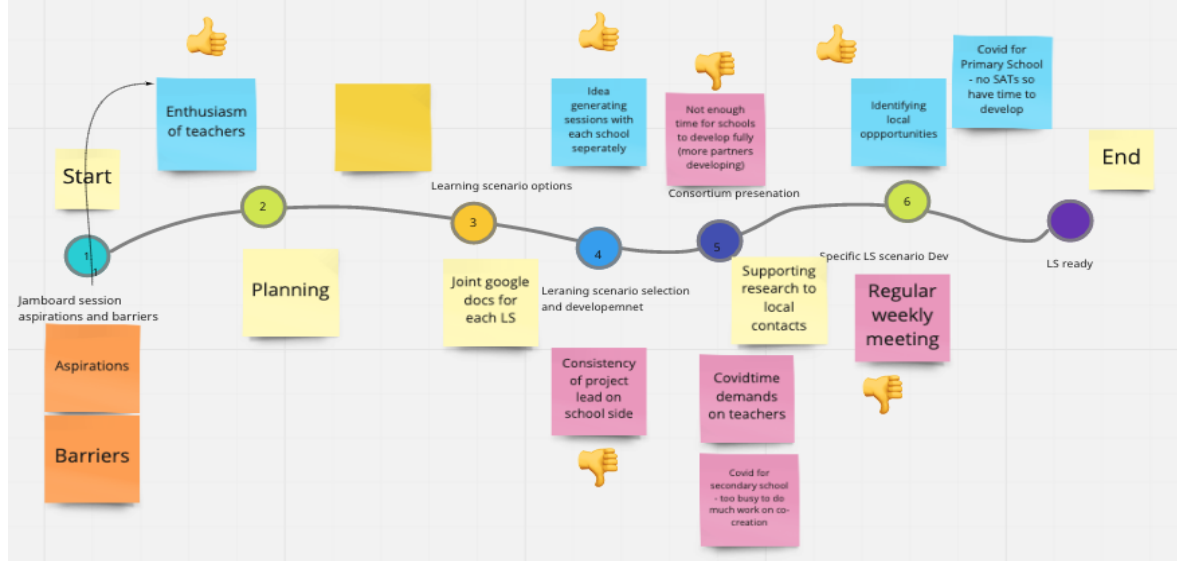 Covid for
Primary School
- no SATs so
have time to
develop
Enthusiasm
of teachers
Idea
generating
sessions with
each school
seperately
Not enough
time for schools
to develop fully
(more partners
developing)
Identifying
local
oppportunities
Start
End
Learning scenario options
Consortium presenation
1
1
2
3
4
5
6
Jamboard session
aspirations and barriers
Planning
Joint google
docs for
each LS
Leraning scenario selection
and developemnet
Supporting
research to
local
contacts
Specific LS scenario Dev
LS ready
Regular
weekly
meeting
Aspirations
Barriers
Consistency
of project
lead on
school side
Covidtime
demands
on teachers
Covid for
secondary school
- too busy to do
much work on co-
creation